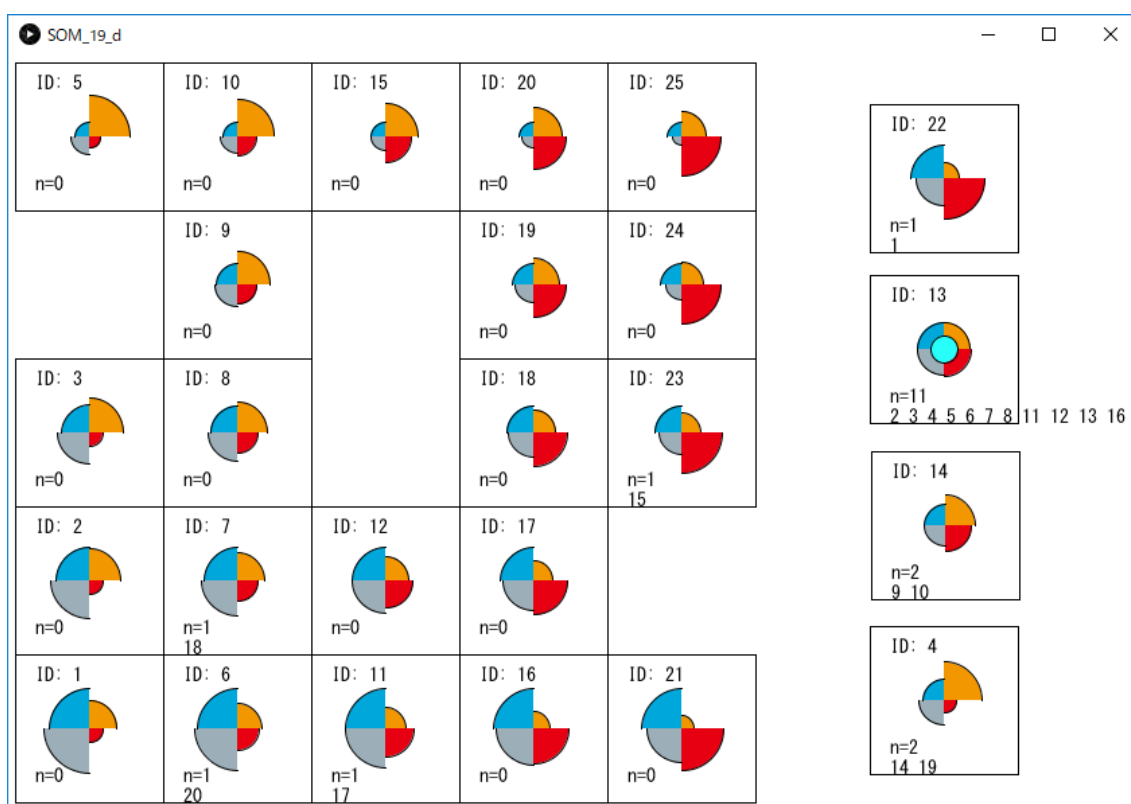 SOM_19_d
ID: 5
n=0
ID: 10
n=0
ID: 15
n=0
ID: 20
n=0
ID: 25
n=0
ID: 9
n=0
ID: 19
n=0
ID: 24
n=0
ID: 3
n=0
ID: 8
n=0
ID: 18
n=0
ID: 23
n=1
15
ID: 2
n=0
ID: 7
n=1
18
ID: 12
n=0
ID: 17
n=0
ID: 1
n=0
ID: 6
n=1
20
ID: 11
n=1
17
ID: 16
n=0
ID: 21
n=0
ID: 22
n=1
1
ID: 13
n=11
2 3 4 5 6 7 8 11 12 13 16
ID: 14
n=2
9 10
ID: 4
n=2
14 19